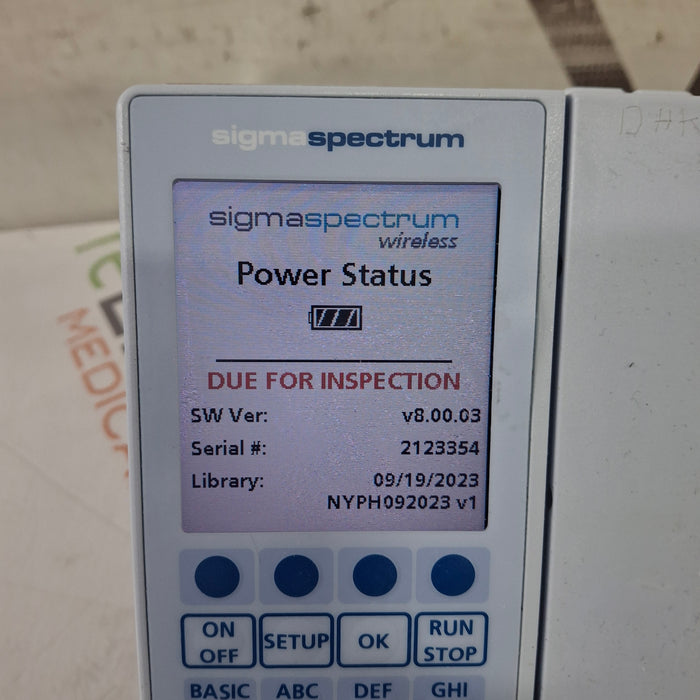 sigmaspectrum
sigmaspectrum
wireless
Power Status
DUE FOR INSPECTION
SW Ver: v8.00.03
Serial #: 2123354
Library: 09/19/2023
NYPH092023 v1
ON
OFF
SETUP
OK
RUN
STOP
BASIC
ABC
DEF
GHI
MEDICA